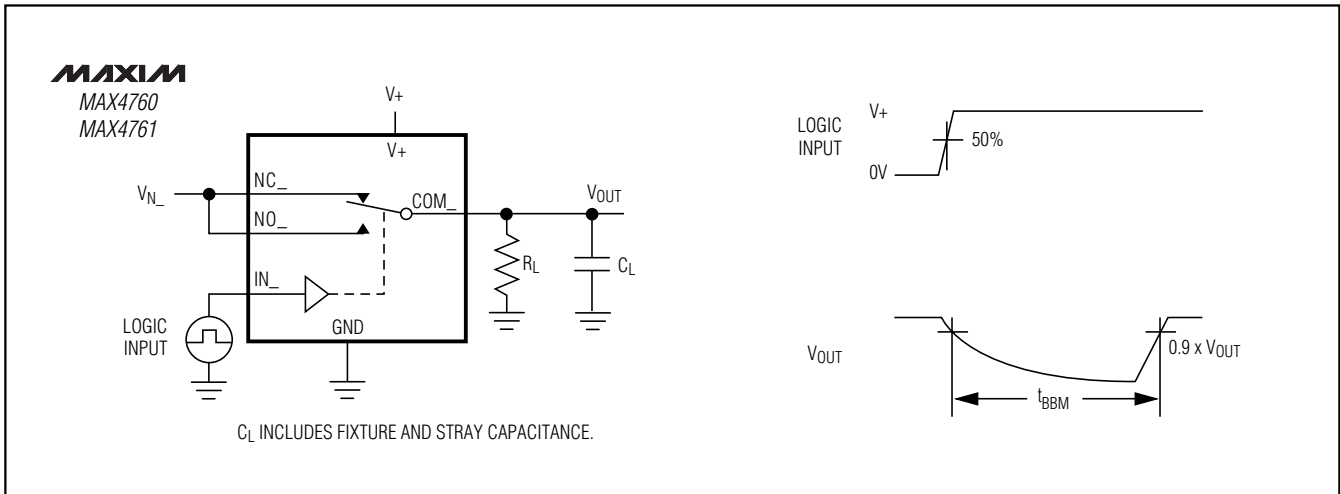 MAXIM
MAX4760
MAX4761
V+
V+
V_N_
NC_
NO_
COM_
V_OUT
IN_
R_L
C_L
LOGIC
INPUT
GND
C_L INCLUDES FIXTURE AND STRAY CAPACITANCE.
LOGIC
INPUT
V+
50%
0V
V_OUT
0.9 x V_OUT
t_BBM